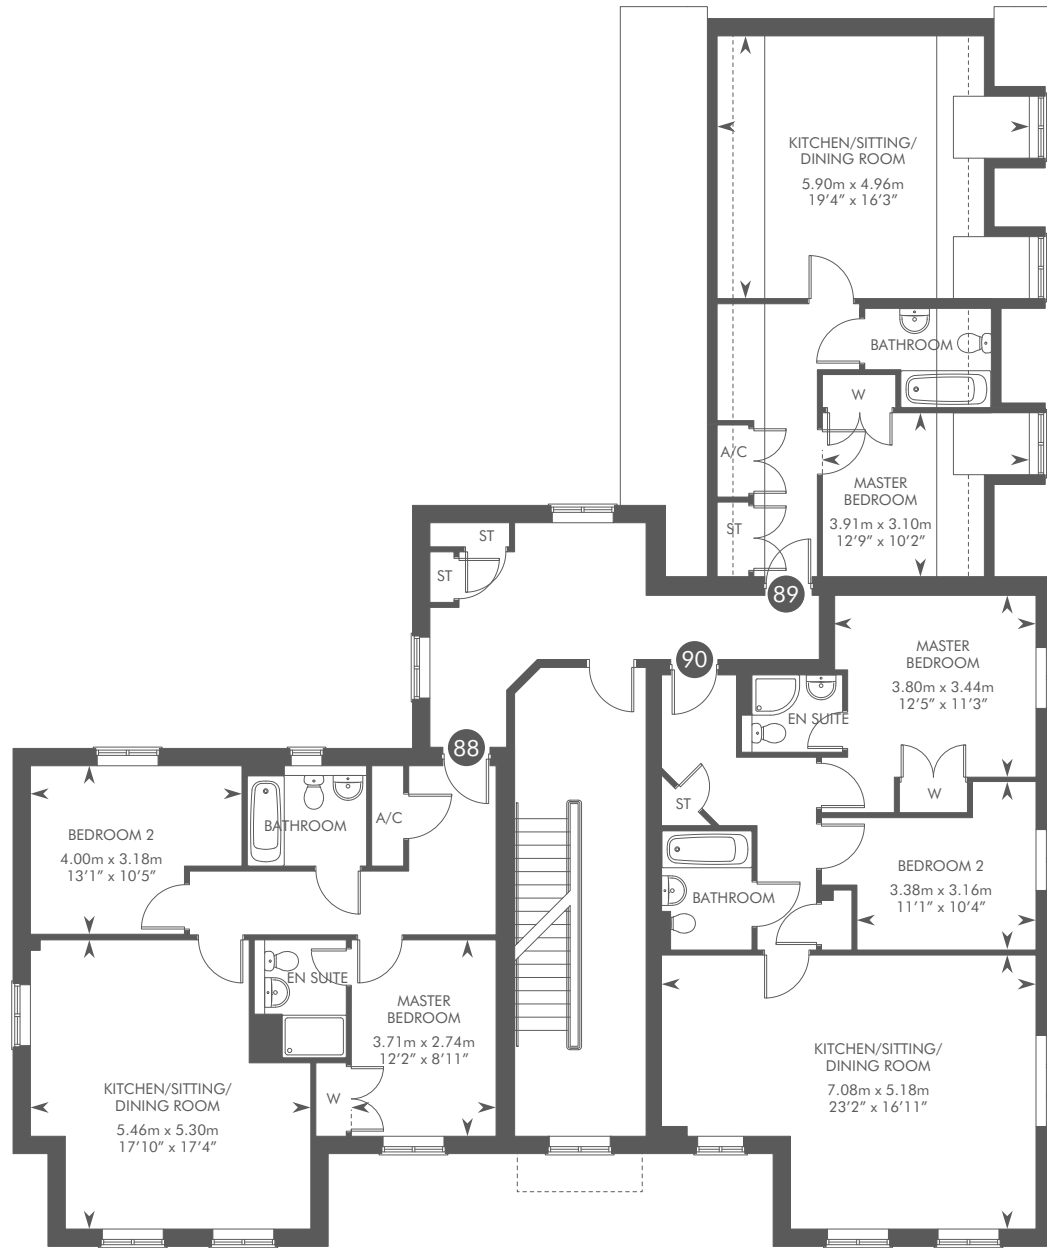 KITCHEN/SITTING/
DINING ROOM
5.90m x 4.96m
19’4” x 16’3”
BATHROOM
W
A/C
MASTER
BEDROOM
3.91m x 3.10m
12’9” x 10’2”
ST
89
ST
ST
90
MASTER
BEDROOM
3.80m x 3.44m
12’5” x 11’3”
EN SUITE
W
ST
88
BEDROOM 2
4.00m x 3.18m
13’1” x 10’5”
BATHROOM
A/C
BEDROOM 2
3.38m x 3.16m
11’1” x 10’4”
BATHROOM
EN SUITE
MASTER
BEDROOM
3.71m x 2.74m
12’2” x 8’11”
W
KITCHEN/SITTING/
DINING ROOM
5.46m x 5.30m
17’10” x 17’4”
KITCHEN/SITTING/
DINING ROOM
7.08m x 5.18m
23’2” x 16’11”